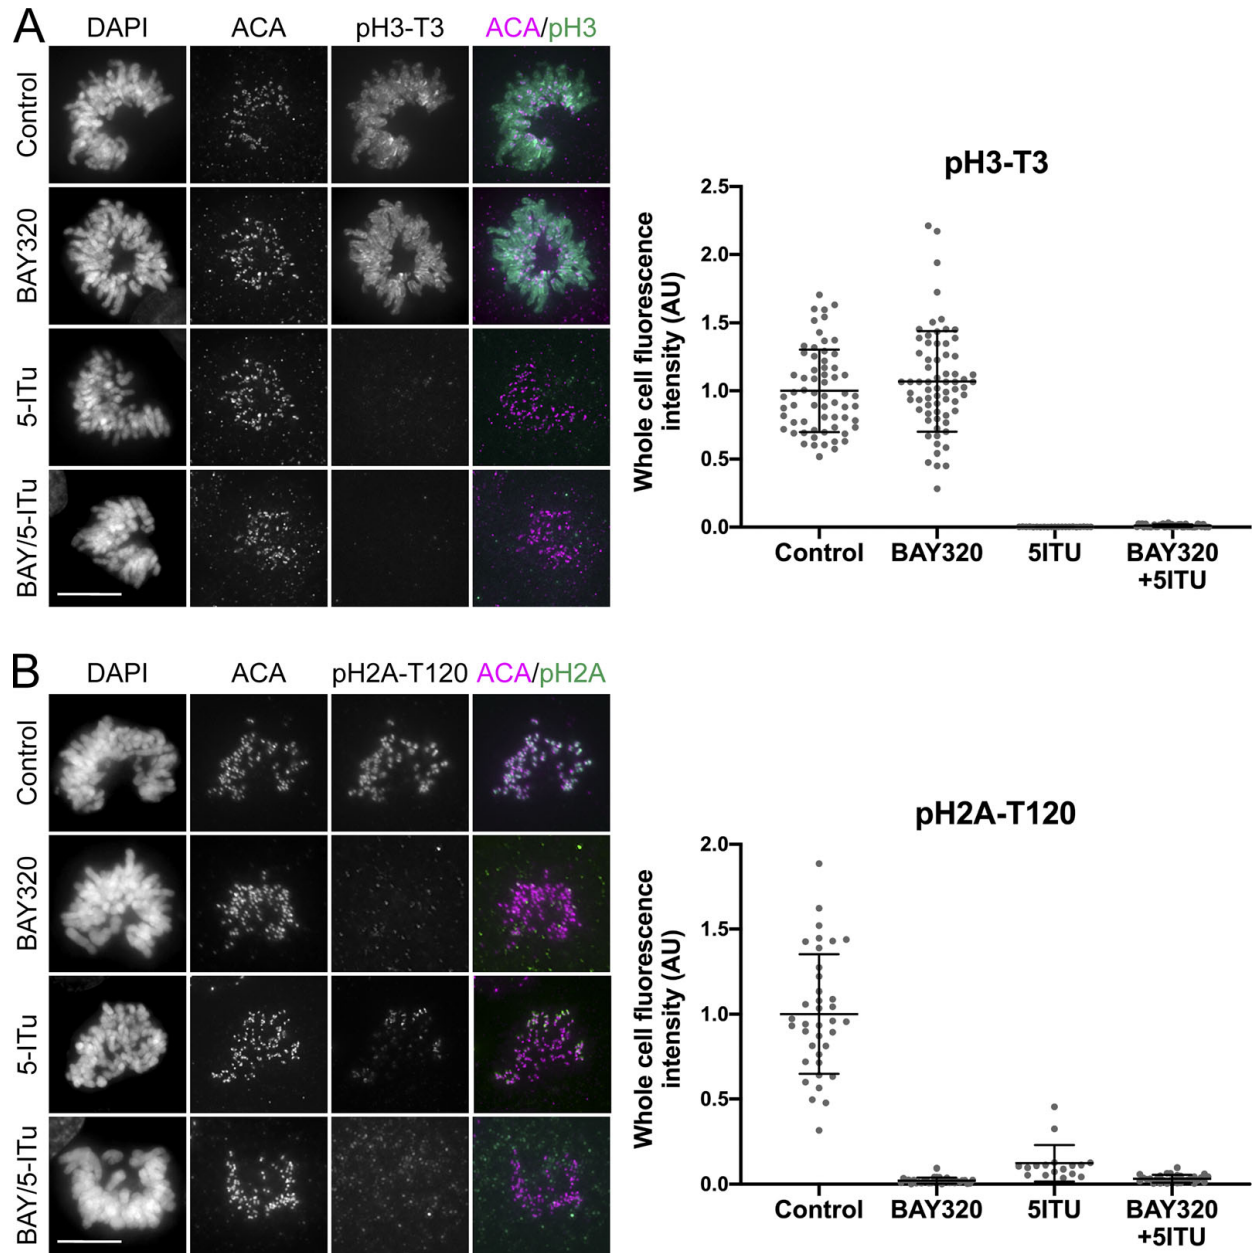 A
DAPI ACA pH3-T3 ACA/pH3
Control
BAY320
5-ITu
BAY/5-ITu
pH3-T3
Whole cell fluorescence
intensity (AU)
2.5
2.0
1.5
1.0
0.5
0.0
Control BAY320 5ITU BAY320
+5ITU
B
DAPI ACA pH2A-T120 ACA/pH2A
Control
BAY320
5-ITu
BAY/5-ITu
pH2A-T120
Whole cell fluorescence
intensity (AU)
2.0
1.5
1.0
0.5
0.0
Control BAY320 5ITU BAY320
+5ITU